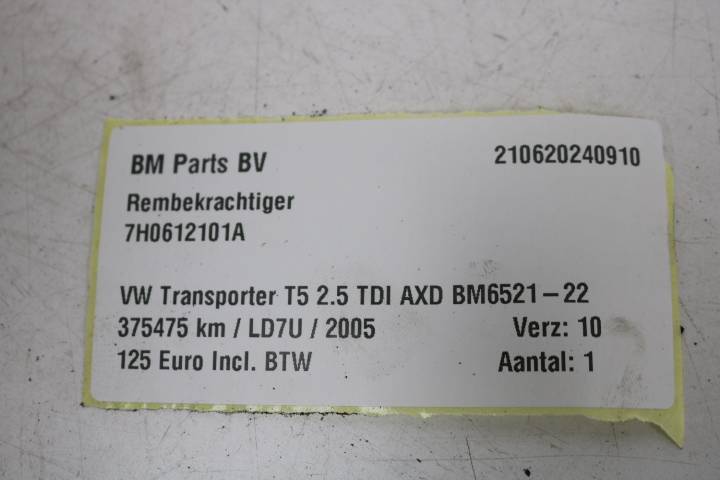 BM Parts BV 210620240910
Rembekrachtiger
7H0612101A
VW Transporter T5 2.5 TDI AXD BM6521-22
375475 km / LD7U / 2005 Verz: 10
125 Euro Incl. BTW Aantal: 1